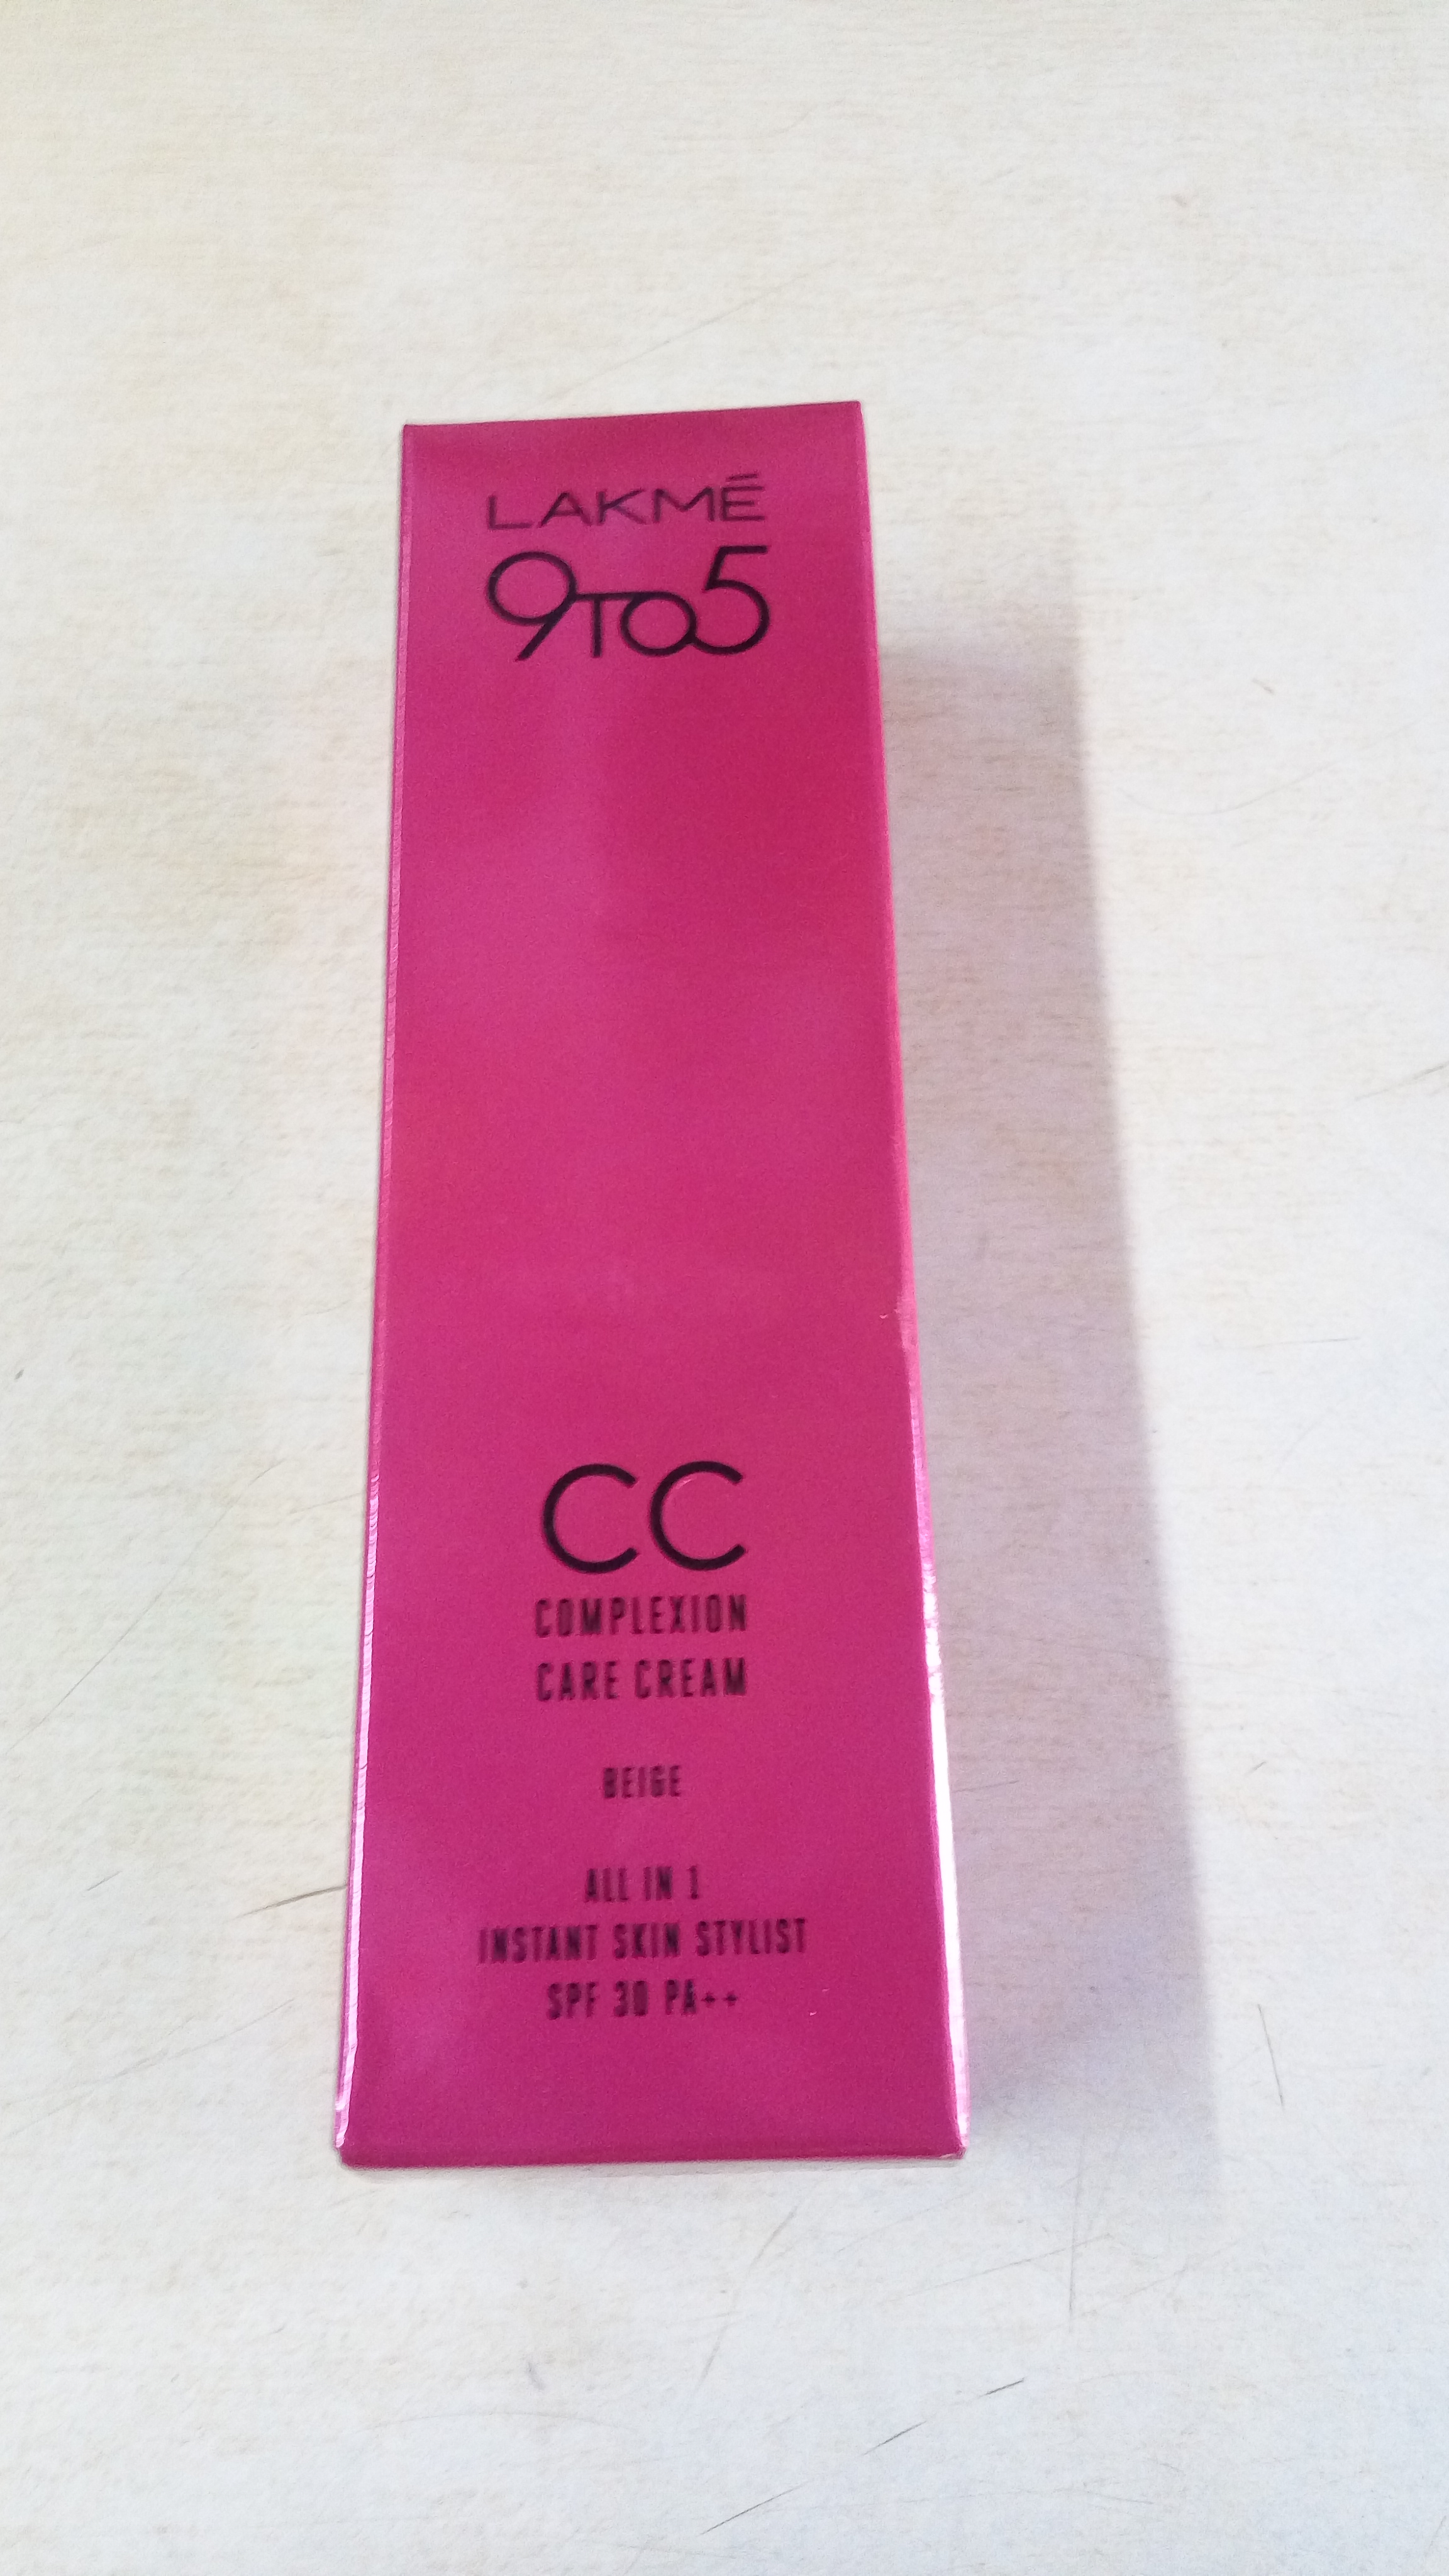 LAKMÉ
9TO5
CC
COMPLEXION
CARE CREAM
BEIGE
ALL IN 1
INSTANT SKIN STYLIST
SPF 30 PA++